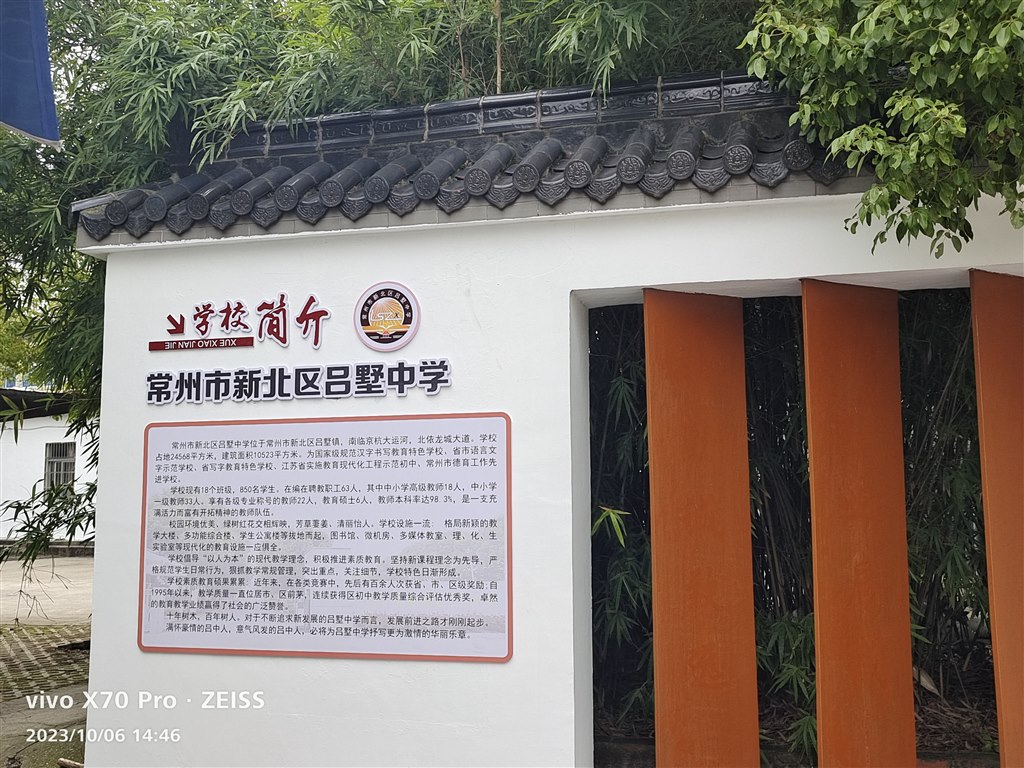 学校简介
XUE XIAO JIAN JIE
常州市新北区吕墅中学
常州市新北区吕墅中学
常州市新北区吕墅中学位于常州市新北区吕墅镇，南临京杭大运河，北依龙城大道。学校
占地24568平方米，建筑面积10523平方米。为国家级规范汉字书写教育特色学校、省市语言文
字示范学校、省写字教育特色学校、江苏省实施教育现代化工程示范初中、常州市德育工作先
进学校。
学校现有18个班级，850名学生。在编在聘教职工63人，其中中小学高级教师18人，中小学
一级教师33人。享有各级专业称号的教师22人，教育硕士6人，教师本科率达98.3%，是一支充
满活力而富有开拓精神的教师队伍。
校园环境优美、绿树红花交相辉映，芳草萋萋、清丽怡人。学校设施一流： 格局新颖的教
学大楼、多功能综合楼、学生公寓楼等拔地而起，图书馆、微机房、多媒体教室、理、化、生
实验室等现代化的教育设施一应俱全。
学校倡导“以人为本”的现代教学理念，积极推进素质教育。坚持新课程理念为先导，严
格规范学生日常行为，狠抓教学常规管理，突出重点，关注细节，学校特色日渐形成。
学校素质教育硕果累累：近年来，在各类竞赛中，先后有百余人次获省、市、区级奖励；自
1995年以来，教学质量一直位居市、区前茅，连续获得区初中教学质量综合评估优秀奖，卓然
的教育教学业绩赢得了社会的广泛赞誉。
十年树木，百年树人。对于不断追求新发展的吕墅中学而言，发展前进之路才刚刚起步。
满怀豪情的吕中人，意气风发的吕中人，必将为吕墅中学抒写更为激情的华丽乐章。
vivo X70 Pro · ZEISS
2023/10/06 14:46